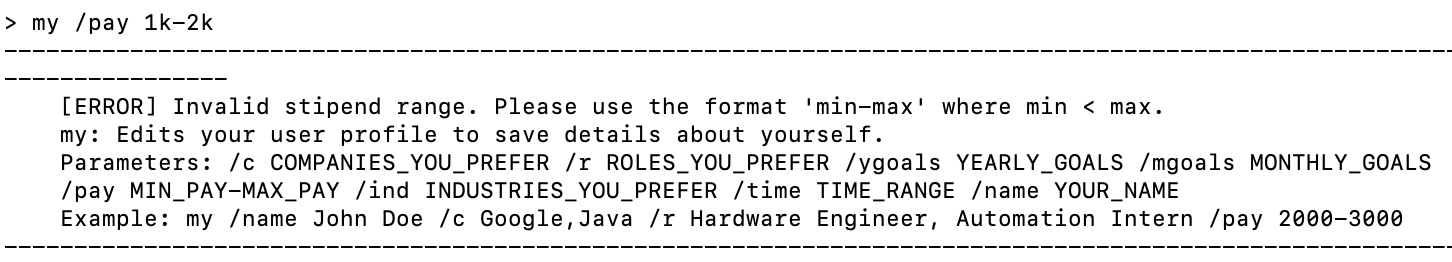 > my /pay 1k-2k
--------------------------------------------------------------------------------------------------------
----------------
[ERROR] Invalid stipend range. Please use the format 'min-max' where min < max.
my: Edits your user profile to save details about yourself.
Parameters: /c COMPANIES_YOU_PREFER /r ROLES_YOU_PREFER /ygoals YEARLY_GOALS /mgoals MONTHLY_GOALS
/pay MIN_PAY-MAX_PAY /ind INDUSTRIES_YOU_PREFER /time TIME_RANGE /name YOUR_NAME
Example: my /name John Doe /c Google,Java /r Hardware Engineer, Automation Intern /pay 2000-3000
--------------------------------------------------------------------------------------------------------